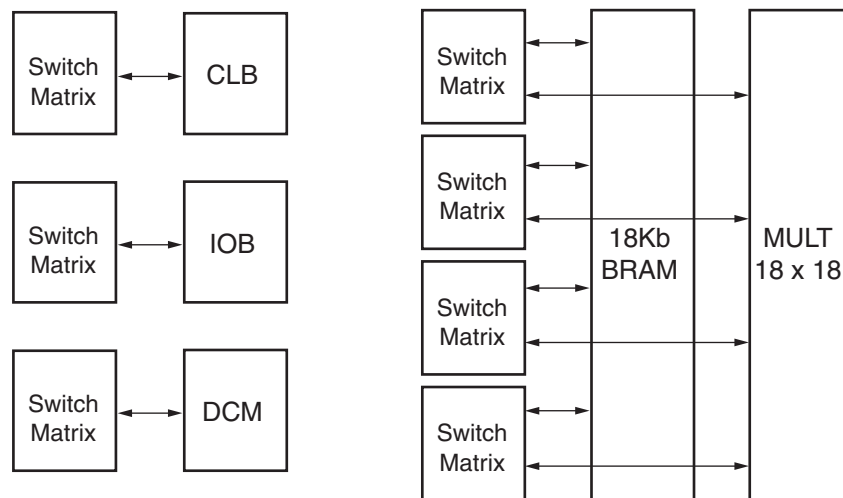 Switch
Matrix
CLB
Switch
Matrix
IOB
Switch
Matrix
DCM
Switch
Matrix
Switch
Matrix
Switch
Matrix
Switch
Matrix
18Kb
BRAM
MULT
18 x 18